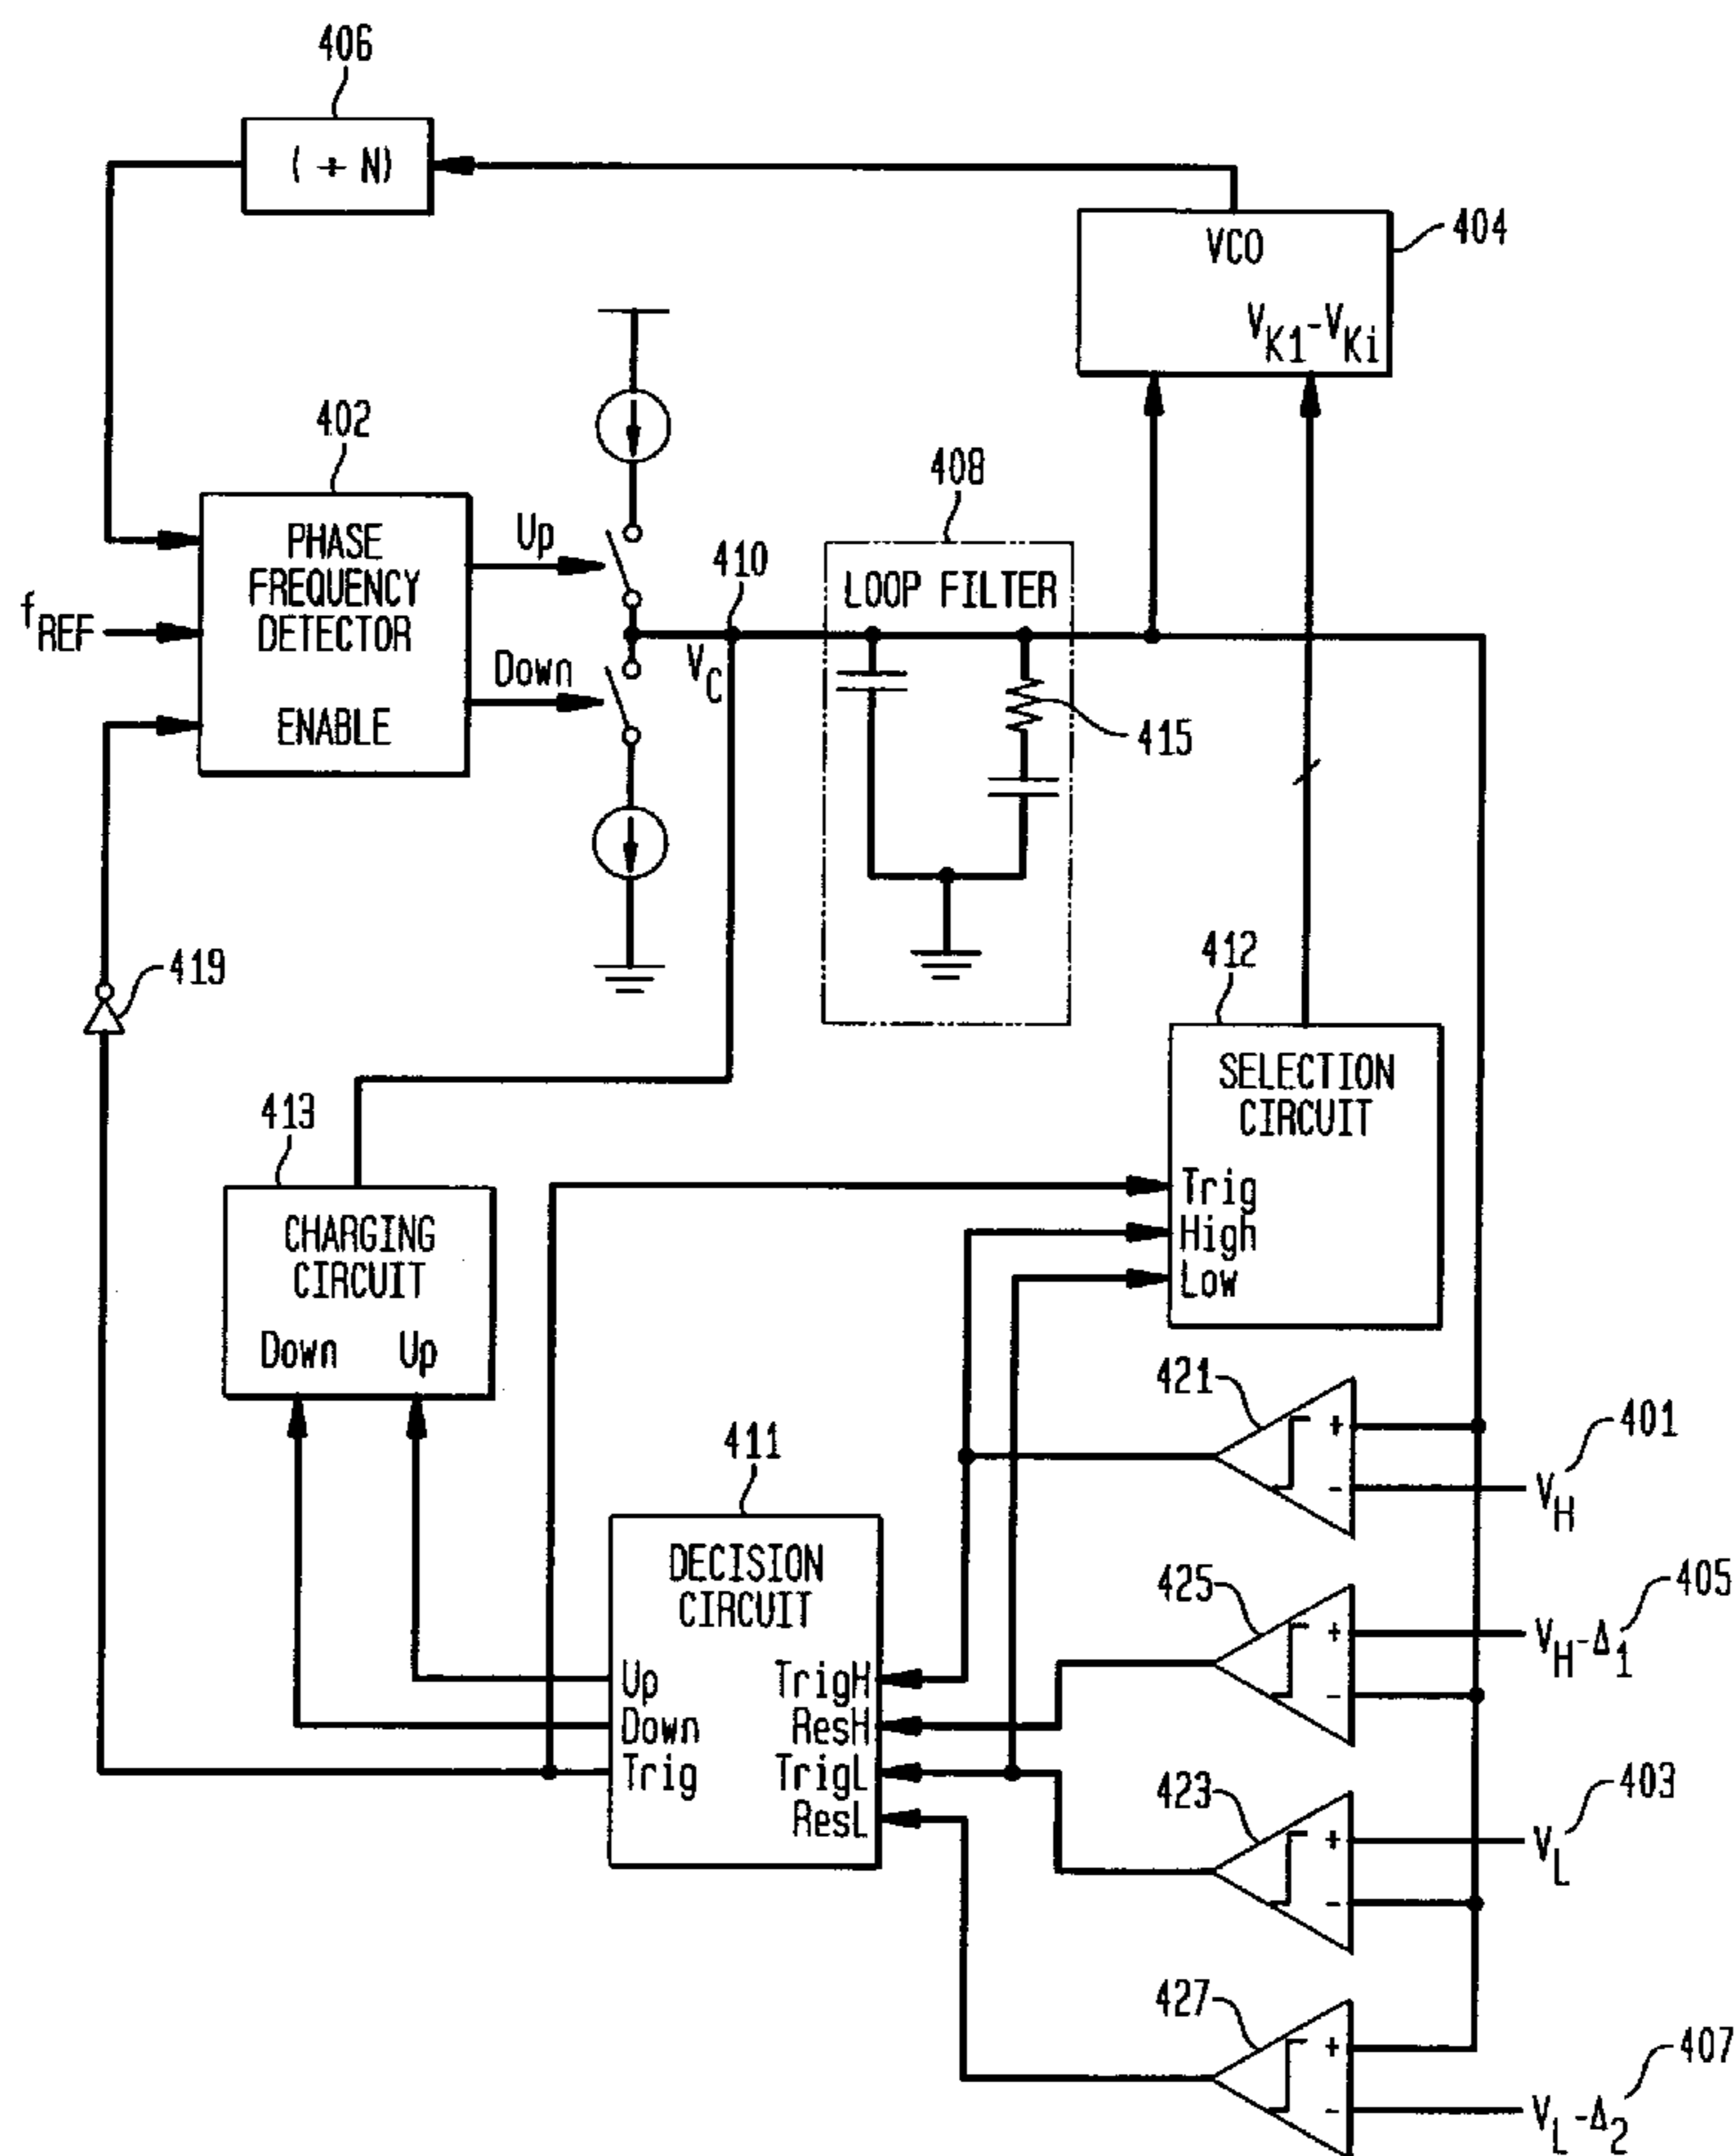 406
( ÷ N)
404
VCO
V_K1-V_Ki
402
PHASE
FREQUENCY
DETECTOR
ENABLE
f_REF
Up
Down
410
V_C
408
LOOP FILTER
415
419
412
SELECTION
CIRCUIT
Trig
High
Low
413
CHARGING
CIRCUIT
Down Up
411
DECISION
CIRCUIT
Up
Down
Trig
TrigH
ResH
TrigL
ResL
421
+
-
401
V_H
425
+
-
405
V_H-Δ_1
423
+
-
403
V_L
427
+
-
407
V_L-Δ_2